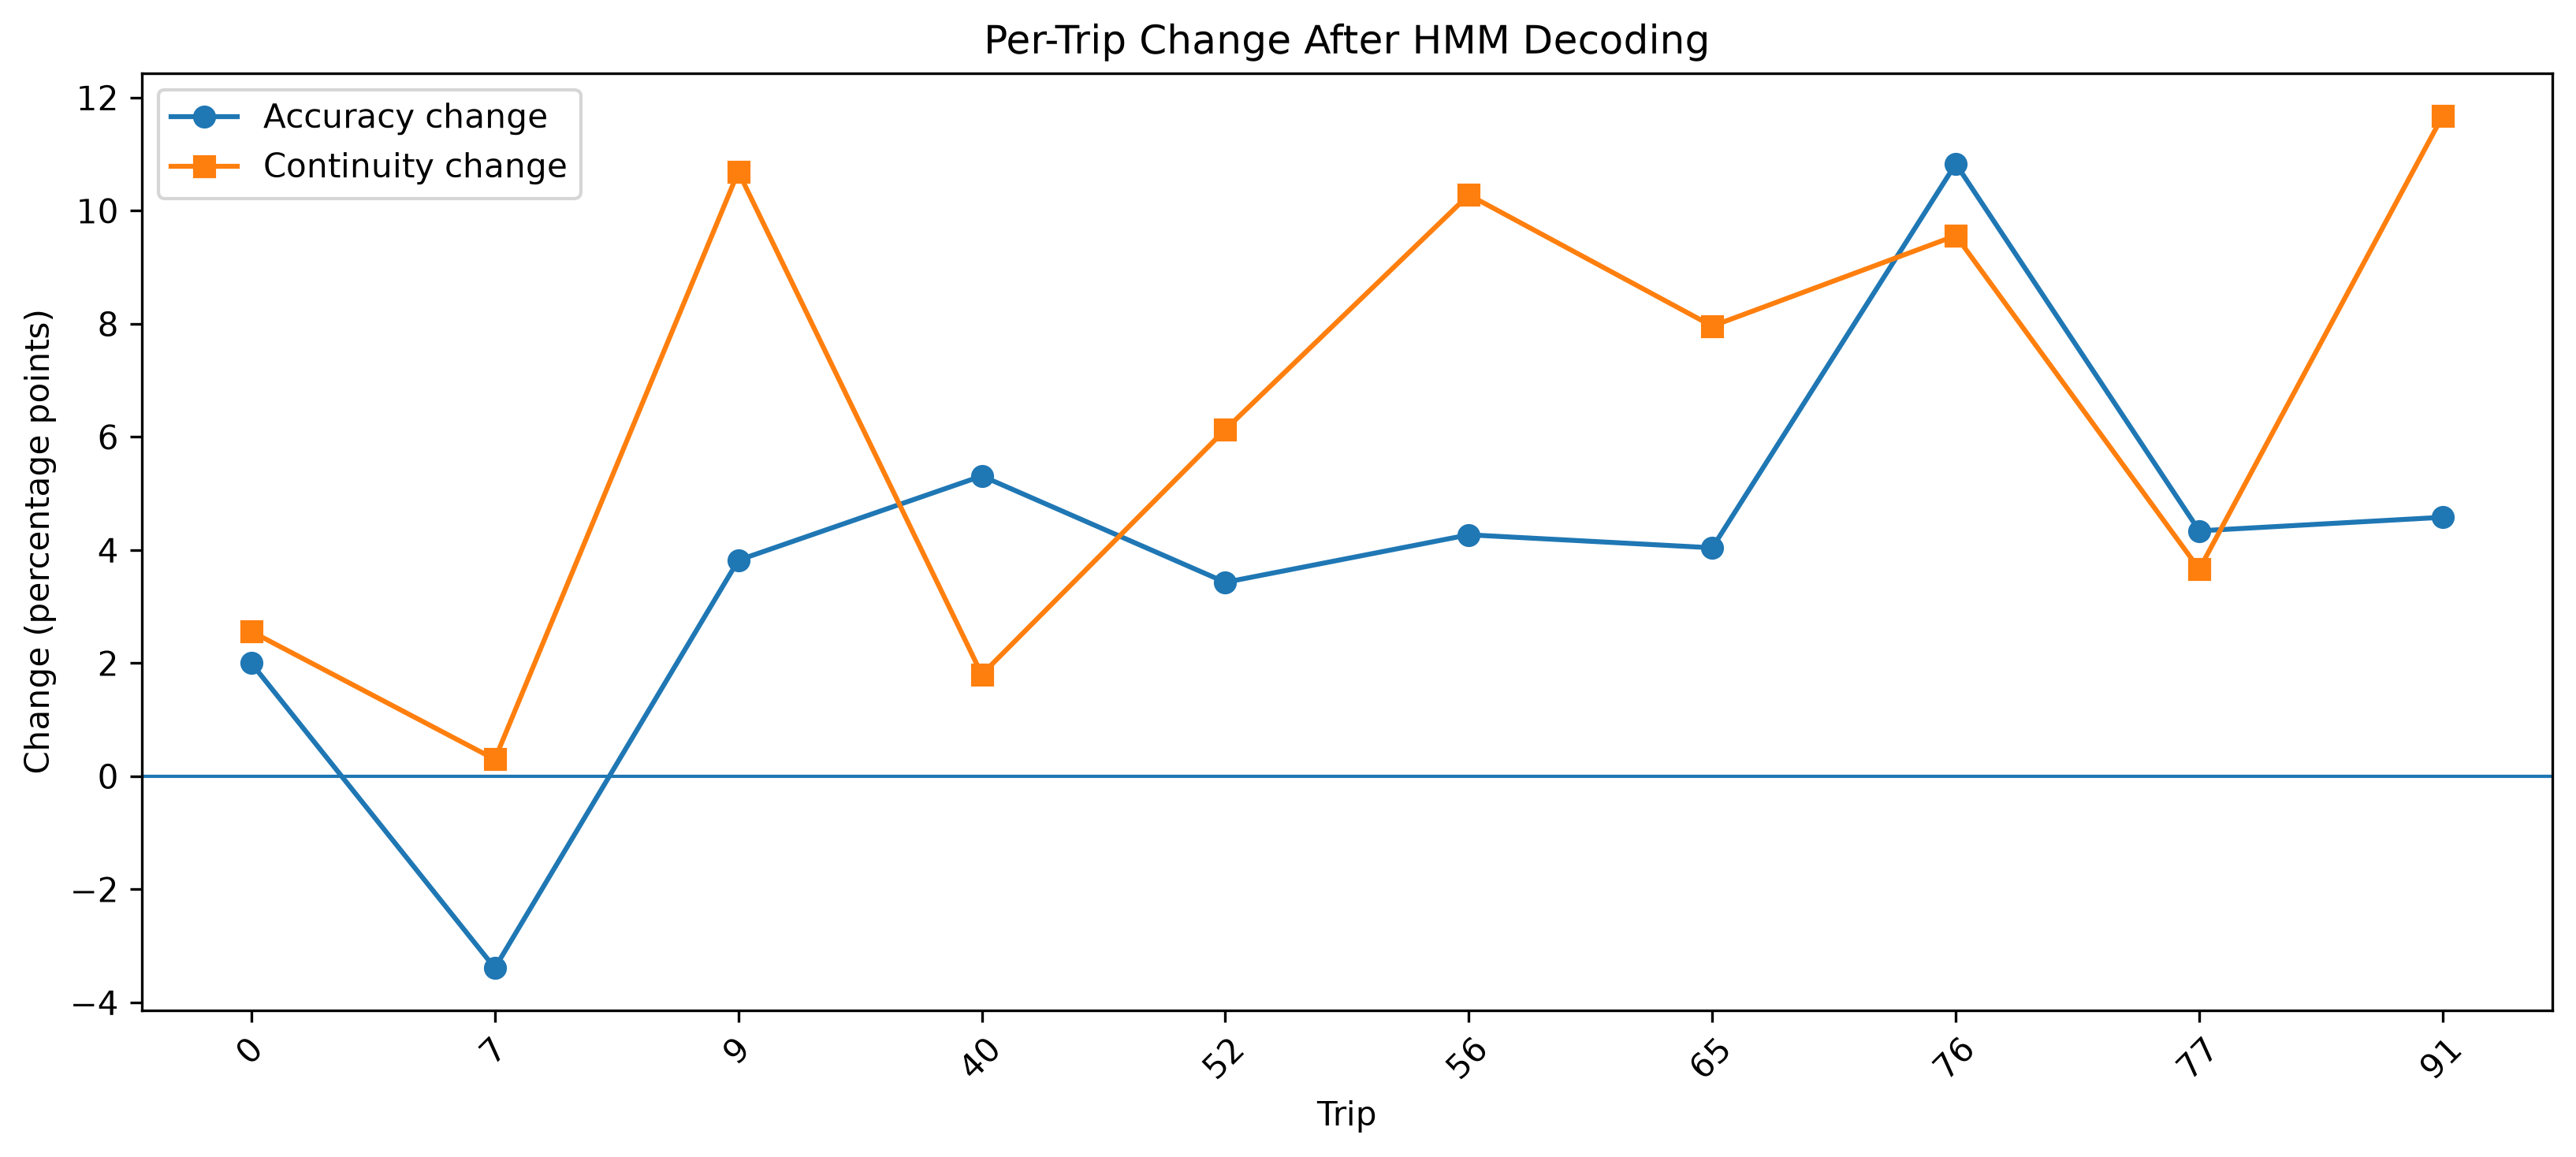 Per-Trip Change After HMM Decoding
Accuracy change
Continuity change
Change (percentage points)
12
10
8
6
4
2
0
−2
−4
0 7 9 40 52 56 65 76 77 91
Trip